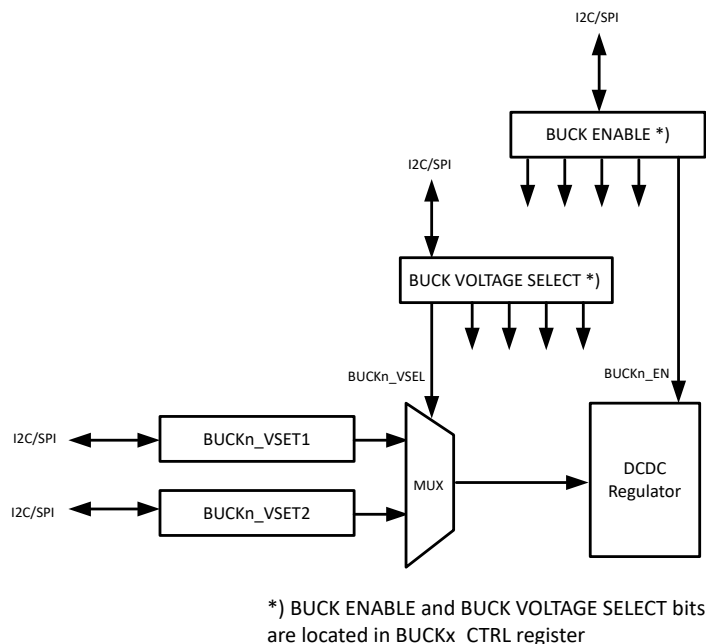 I2C/SPI
BUCK ENABLE *)
I2C/SPI
BUCK VOLTAGE SELECT *)
BUCKn_VSEL
BUCKn_EN
I2C/SPI
BUCKn_VSET1
MUX
DCDC
Regulator
I2C/SPI
BUCKn_VSET2
*) BUCK ENABLE and BUCK VOLTAGE SELECT bits
are located in BUCKx_CTRL register